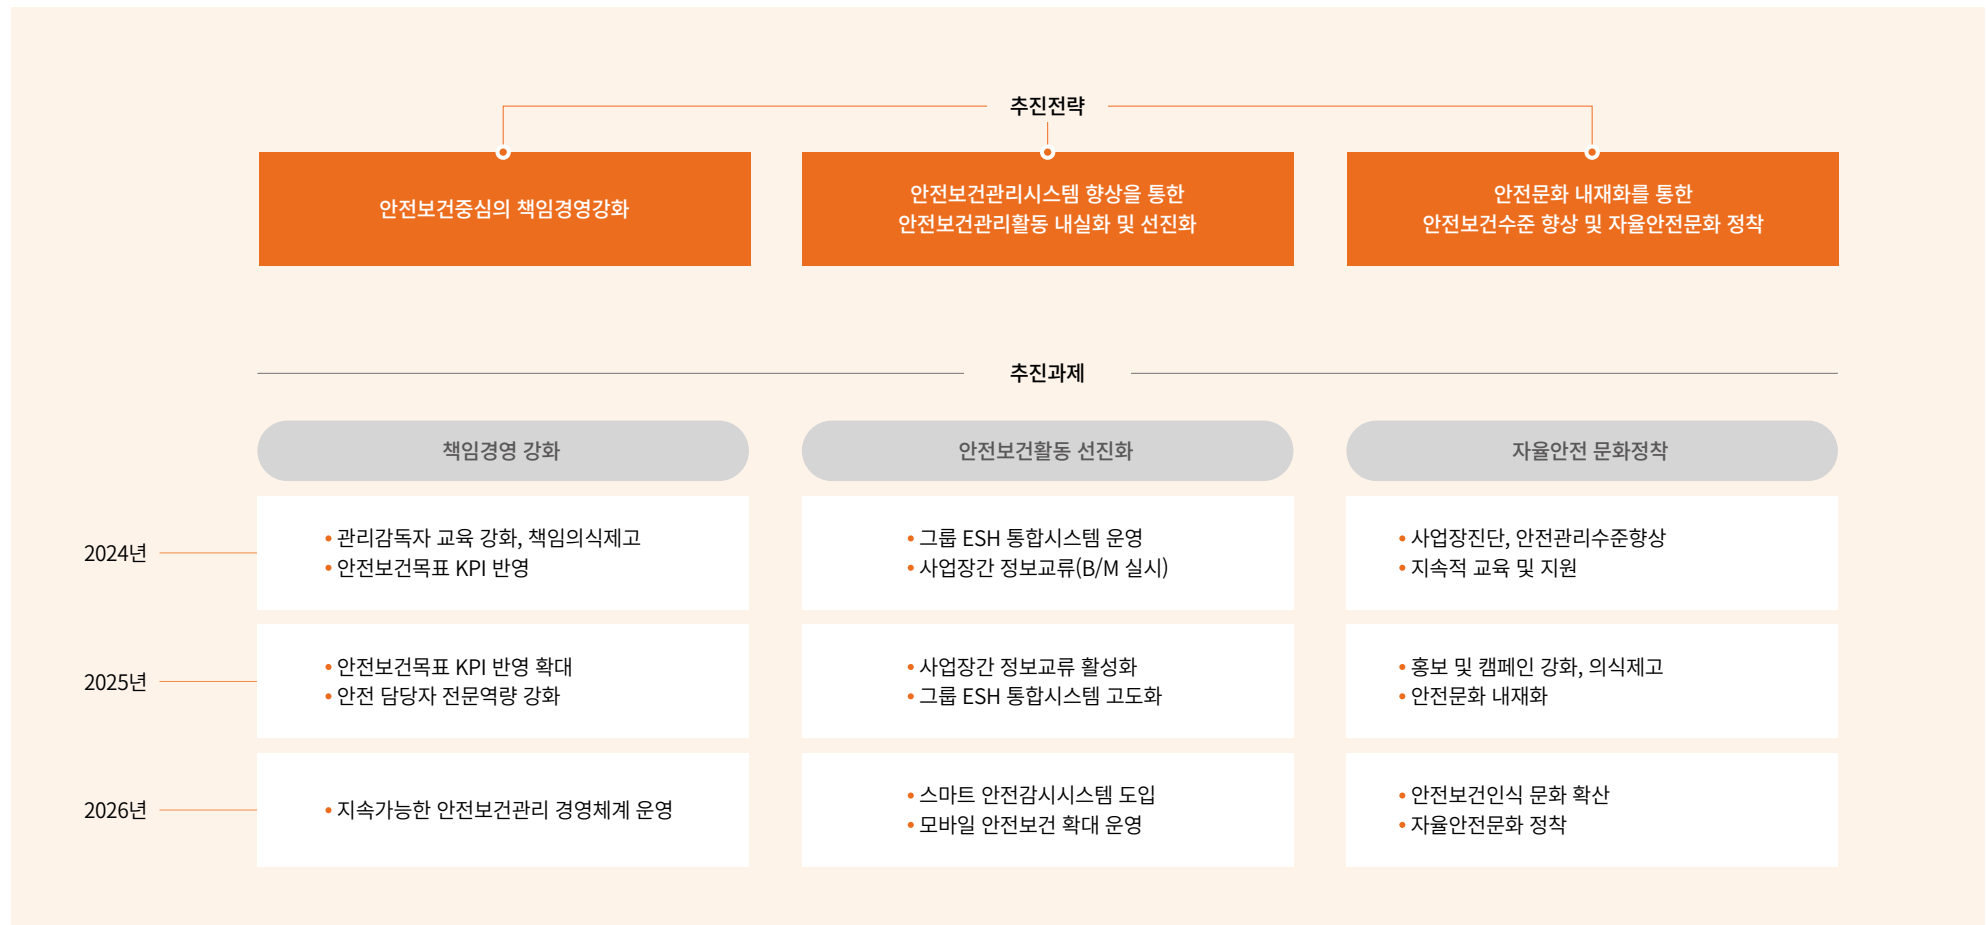 추진전략
안전보건중심의 책임경영강화
안전보건관리시스템 향상을 통한
안전보건관리활동 내실화 및 선진화
안전문화 내재화를 통한
안전보건수준 향상 및 자율안전문화 정착
추진과제
책임경영 강화
안전보건활동 선진화
자율안전 문화정착
2024년
• 관리감독자 교육 강화, 책임의식제고
• 안전보건목표 KPI 반영
• 그룹 ESH 통합시스템 운영
• 사업장간 정보교류(B/M 실시)
• 사업장진단, 안전관리수준향상
• 지속적 교육 및 지원
2025년
• 안전보건목표 KPI 반영 확대
• 안전 담당자 전문역량 강화
• 사업장간 정보교류 활성화
• 그룹 ESH 통합시스템 고도화
• 홍보 및 캠페인 강화, 의식제고
• 안전문화 내재화
2026년
• 지속가능한 안전보건관리 경영체계 운영
• 스마트 안전감시시스템 도입
• 모바일 안전보건 확대 운영
• 안전보건인식 문화 확산
• 자율안전문화 정착